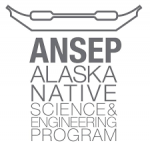 ANSEP
ALASKA
NATIVE
SCIENCE &
ENGINEERING
PROGRAM